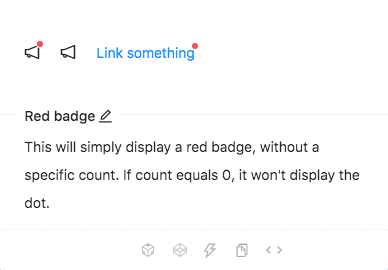 Link something
Red badge
This will simply display a red badge, without a
specific count. If count equals 0, it won't display the
dot.